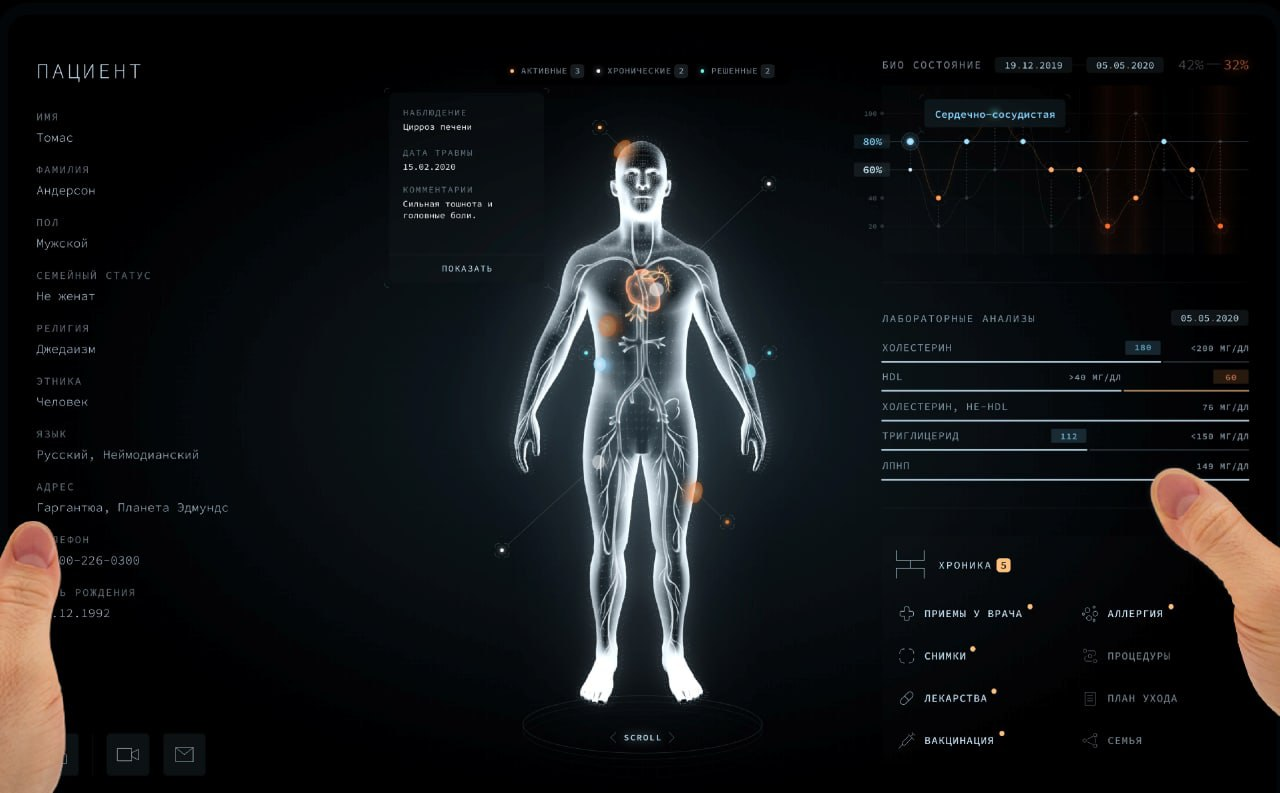 ПАЦИЕНТ
ИМЯ
Томас
ФАМИЛИЯ
Андерсон
ПОЛ
Мужской
СЕМЕЙНЫЙ СТАТУС
Не женат
РЕЛИГИЯ
Джедаизм
ЭТНИКА
Человек
ЯЗЫК
Русский, Неймодианский
АДРЕС
Гаргантюа, Планета Эдмундс
ЛЕФОН
00-226-0300
Ь РОЖДЕНИЯ
.12.1992
АКТИВНЫЕ 3
ХРОНИЧЕСКИЕ 2
РЕШЕННЫЕ 2
НАБЛЮДЕНИЕ
Цирроз печени
ДАТА ТРАВМЫ
15.02.2020
КОММЕНТАРИИ
Сильная тошнота и
головные боли.
ПОКАЗАТЬ
SCROLL
БИО СОСТОЯНИЕ 19.12.2019 05.05.2020 42% 32%
100
Сердечно-сосудистая
80%
60%
40
20
ЛАБОРАТОРНЫЕ АНАЛИЗЫ 05.05.2020
ХОЛЕСТЕРИН 180 <200 МГ/ДЛ
HDL >40 МГ/ДЛ 60
ХОЛЕСТЕРИН, НЕ-HDL 76 МГ/ДЛ
ТРИГЛИЦЕРИД 112 <150 МГ/ДЛ
ЛПНП 149 МГ/ДЛ
ХРОНИКА 5
ПРИЕМЫ У ВРАЧА
АЛЛЕРГИЯ
СНИМКИ
ПРОЦЕДУРЫ
ЛЕКАРСТВА
ПЛАН УХОДА
ВАКЦИНАЦИЯ
СЕМЬЯ